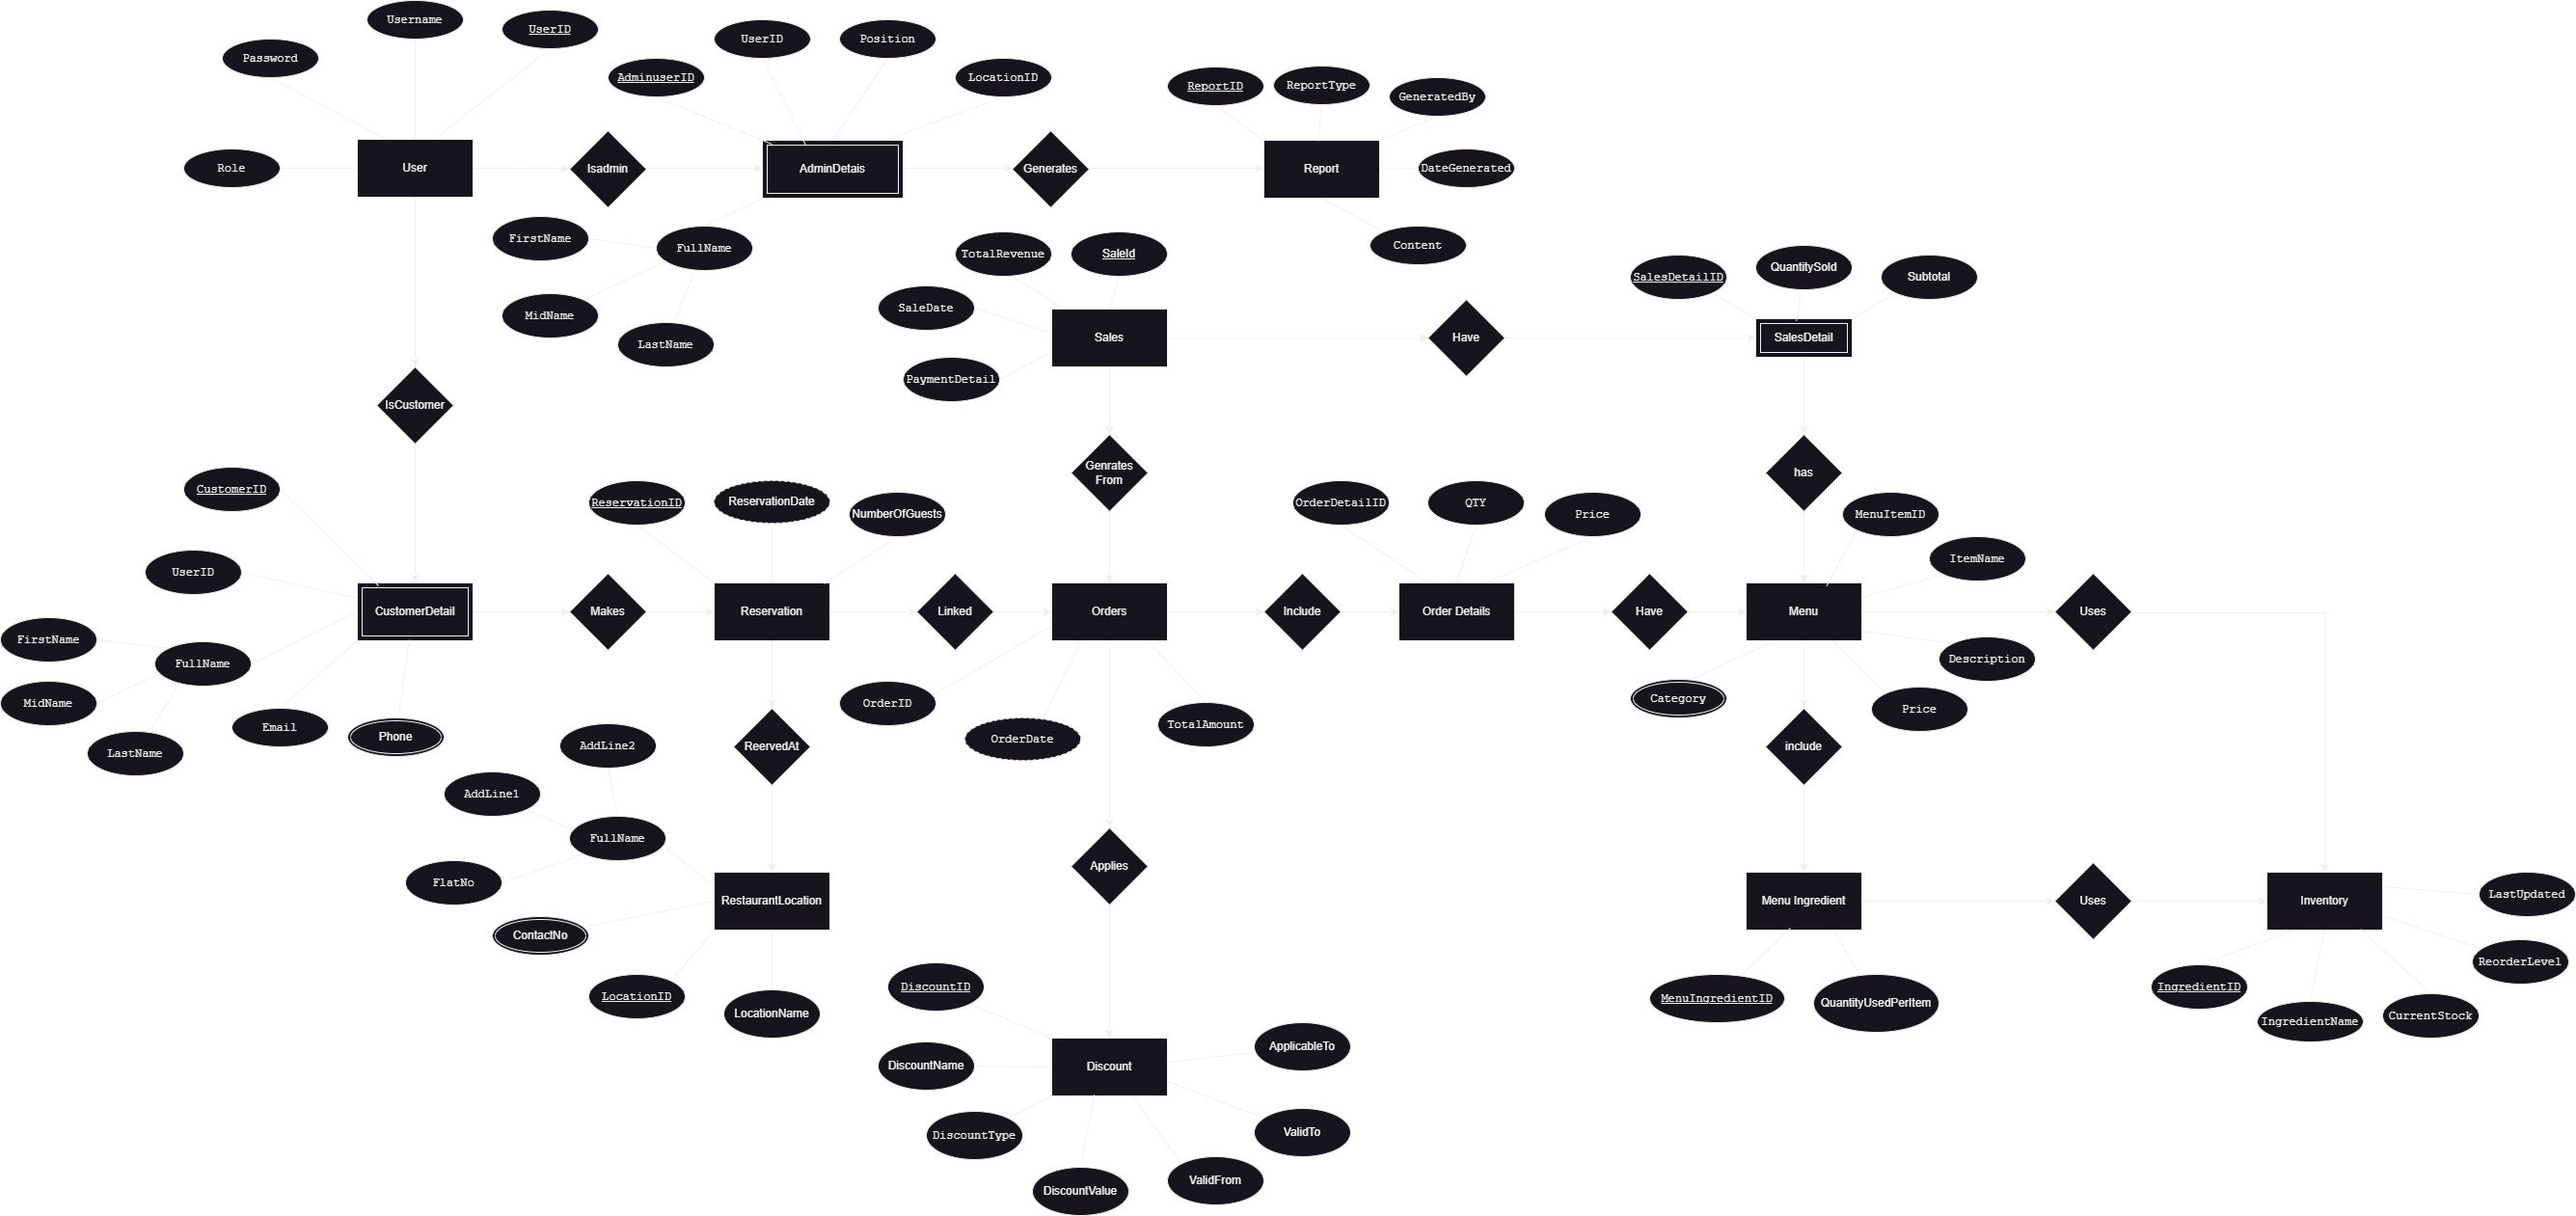 Username
UserID
Password
UserID
Position
AdminuserID
LocationID
ReportID
ReportType
GeneratedBy
Role
User
Isadmin
AdminDetais
Generates
Report
DateGenerated
FirstName
FullName
Content
TotalRevenue
SaleId
MidName
LastName
SaleDate
SalesDetailID
QuantitySold
Subtotal
Sales
Have
SalesDetail
PaymentDetail
IsCustomer
Genrates
From
has
CustomerID
ReservationID
ReservationDate
NumberOfGuests
OrderDetailID
QTY
Price
MenuItemID
ItemName
UserID
CustomerDetail
Makes
Reservation
Linked
Orders
Include
Order Details
Have
Menu
Uses
FirstName
FullName
MidName
LastName
Email
Phone
OrderID
OrderDate
TotalAmount
Category
Description
Price
ReervedAt
include
AddLine2
AddLine1
FullName
FlatNo
Applies
RestaurantLocation
Menu Ingredient
Uses
Inventory
LastUpdated
ContactNo
LocationID
LocationName
MenuIngredientID
QuantityUsedPerItem
IngredientID
IngredientName
CurrentStock
ReorderLevel
DiscountID
DiscountName
Discount
ApplicableTo
DiscountType
DiscountValue
ValidFrom
ValidTo